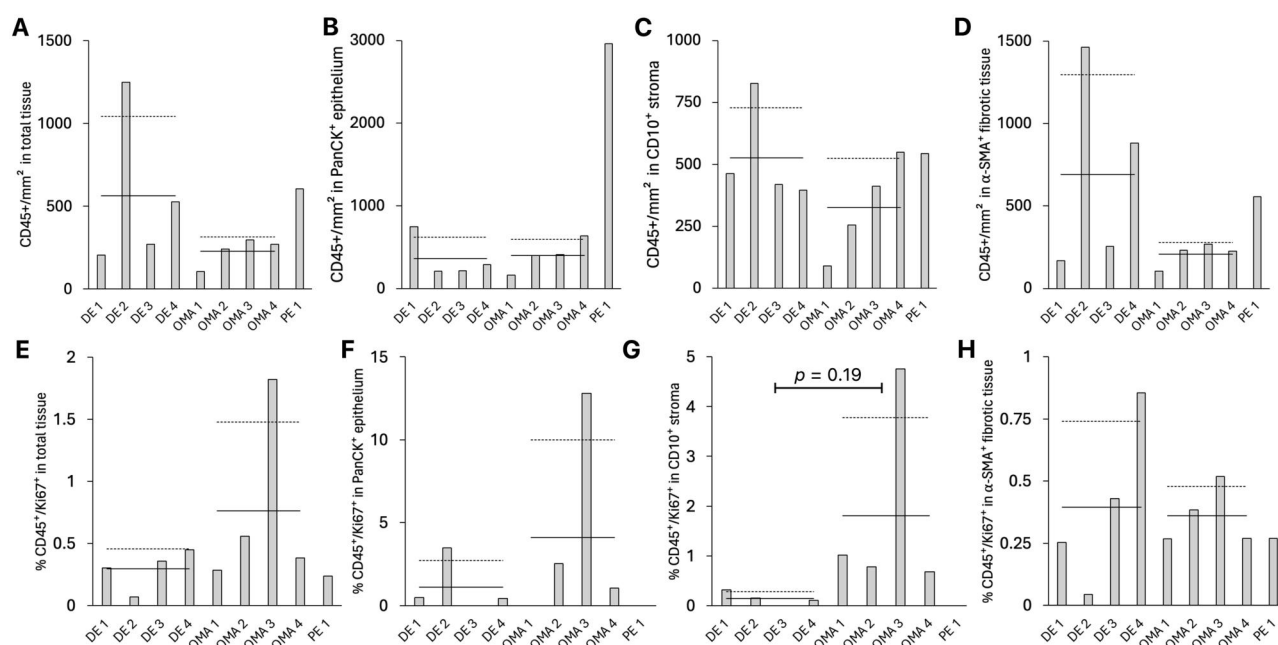 A
CD45+/mm² in total tissue
1500
1000
500
0
DE 1
DE 2
DE 3
DE 4
OMA 1
OMA 2
OMA 3
OMA 4
PE 1
B
CD45+/mm² in PanCK⁺ epithelium
3000
2000
1000
0
DE 1
DE 2
DE 3
DE 4
OMA 1
OMA 2
OMA 3
OMA 4
PE 1
C
CD45+/mm² in CD10⁺ stroma
1000
750
500
250
0
DE 1
DE 2
DE 3
DE 4
OMA 1
OMA 2
OMA 3
OMA 4
PE 1
D
CD45+/mm² in α-SMA⁺ fibrotic tissue
1500
1000
500
0
DE 1
DE 2
DE 3
DE 4
OMA 1
OMA 2
OMA 3
OMA 4
PE 1
E
% CD45⁺/Ki67⁺ in total tissue
2
1.5
1
0.5
0
DE 1
DE 2
DE 3
DE 4
OMA 1
OMA 2
OMA 3
OMA 4
PE 1
F
% CD45⁺/Ki67⁺ in PanCK⁺ epithelium
15
10
5
0
DE 1
DE 2
DE 3
DE 4
OMA 1
OMA 2
OMA 3
OMA 4
PE 1
G
% CD45⁺/Ki67⁺ in CD10⁺ stroma
5
4
3
2
1
0
p = 0.19
DE 1
DE 2
DE 3
DE 4
OMA 1
OMA 2
OMA 3
OMA 4
PE 1
H
% CD45⁺/Ki67⁺ in α-SMA⁺ fibrotic tissue
1
0.75
0.5
0.25
0
DE 1
DE 2
DE 3
DE 4
OMA 1
OMA 2
OMA 3
OMA 4
PE 1